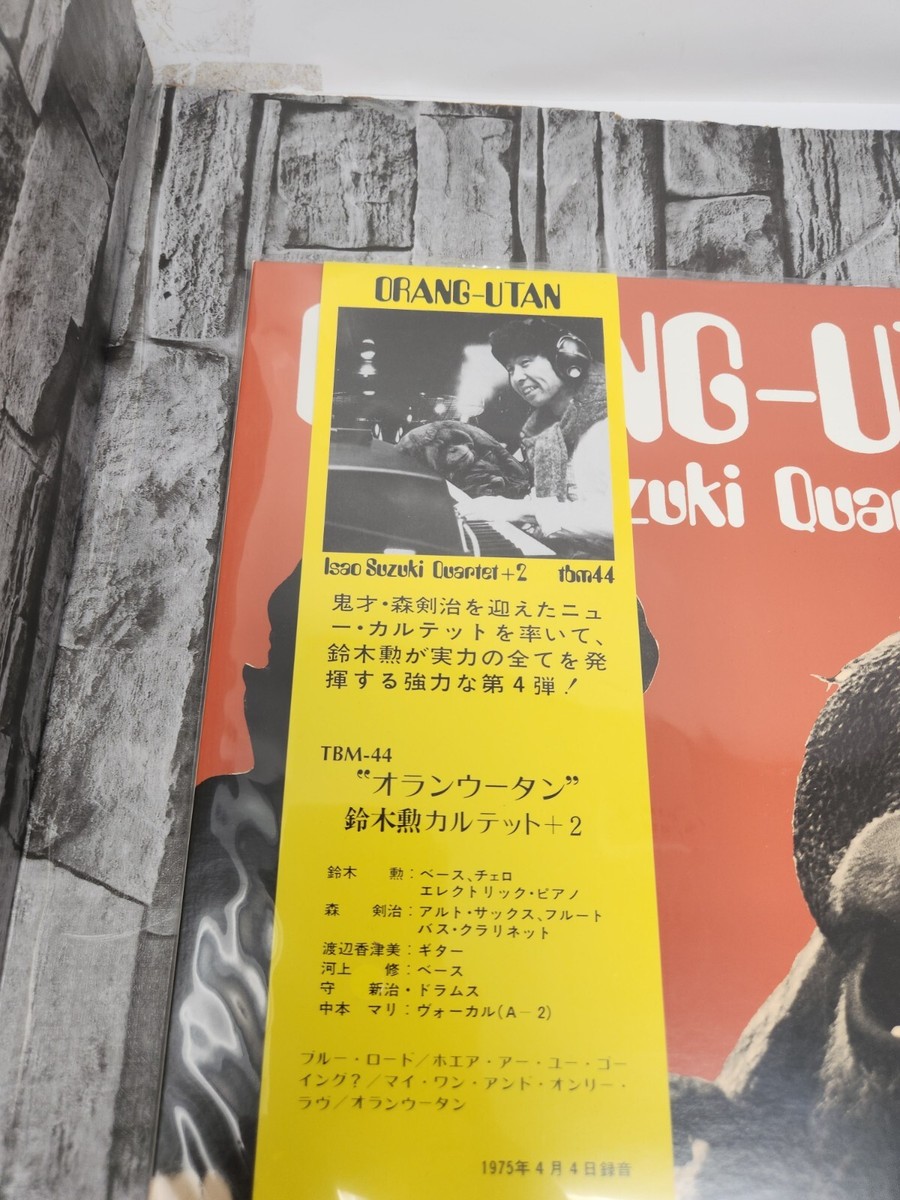 ORANG-UTAN
Isao Suzuki Quartet+2 tbm44
鬼才・森剣治を迎えたニュ
ー・カルテットを率いて、
鈴木勲が実力の全てを発
揮する強力な第4弾!
TBM-44
“オランウータン”
鈴木勲カルテット+2
鈴木 勲:ベース、チェロ
エレクトリック・ピアノ
森 剣治:アルト・サックス、フルート
バス・クラリネット
渡辺香津美:ギター
河上 修:ベース
守 新治・ドラムス
中本 マリ:ヴォーカル(A-2)
ブルー・ロード/ホエア・アー・ユー・ゴー
イング?/マイ・ワン・アンド・オンリー・
ラヴ/オランウータン
1975年4月4日録音
NG-U
zuki Quar